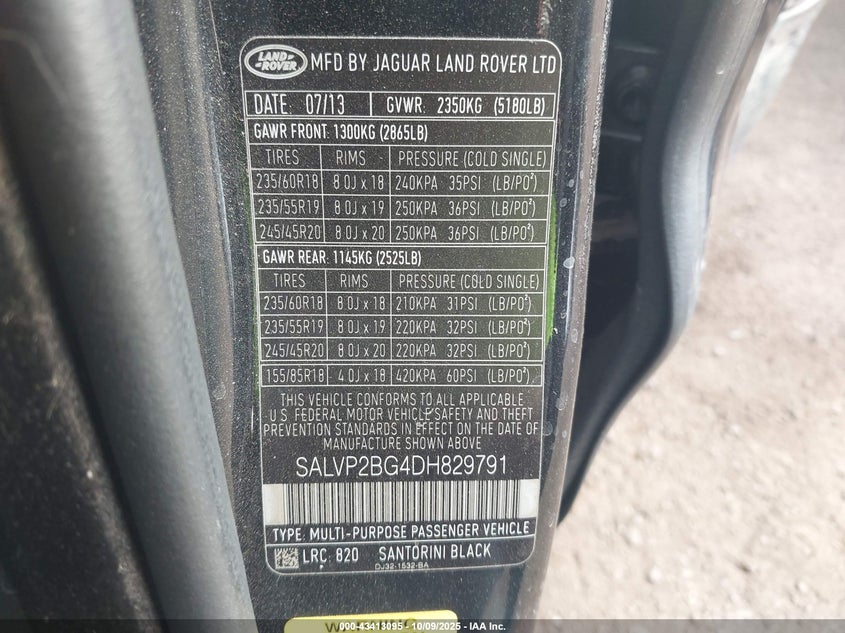 LAND ROVER MFD BY JAGUAR LAND ROVER LTD
DATE: 07/13 GVWR: 2350KG (5180LB)
GAWR FRONT: 1300KG (2865LB)
TIRES RIMS PRESSURE (COLD SINGLE)
235/60R18 8.0J x 18 240KPA 35PSI (LB/PO²)
235/55R19 8.0J x 19 250KPA 36PSI (LB/PO²)
245/45R20 8.0J x 20 250KPA 36PSI (LB/PO²)
GAWR REAR: 1145KG (2525LB)
TIRES RIMS PRESSURE (COLD SINGLE)
235/60R18 8.0J x 18 210KPA 31PSI (LB/PO²)
235/55R19 8.0J x 19 220KPA 32PSI (LB/PO²)
245/45R20 8.0J x 20 220KPA 32PSI (LB/PO²)
155/85R18 4.0J x 18 420KPA 60PSI (LB/PO²)
THIS VEHICLE CONFORMS TO ALL APPLICABLE
U.S. FEDERAL MOTOR VEHICLE SAFETY AND THEFT
PREVENTION STANDARDS IN EFFECT ON THE DATE OF
MANUFACTURE SHOWN ABOVE
SALVP2BG4DH829791
TYPE: MULTI-PURPOSE PASSENGER VEHICLE
LRC: 820 SANTORINI BLACK
DJ32-1532-BA
000-43413095 - 10/09/2025 - IAA Inc.